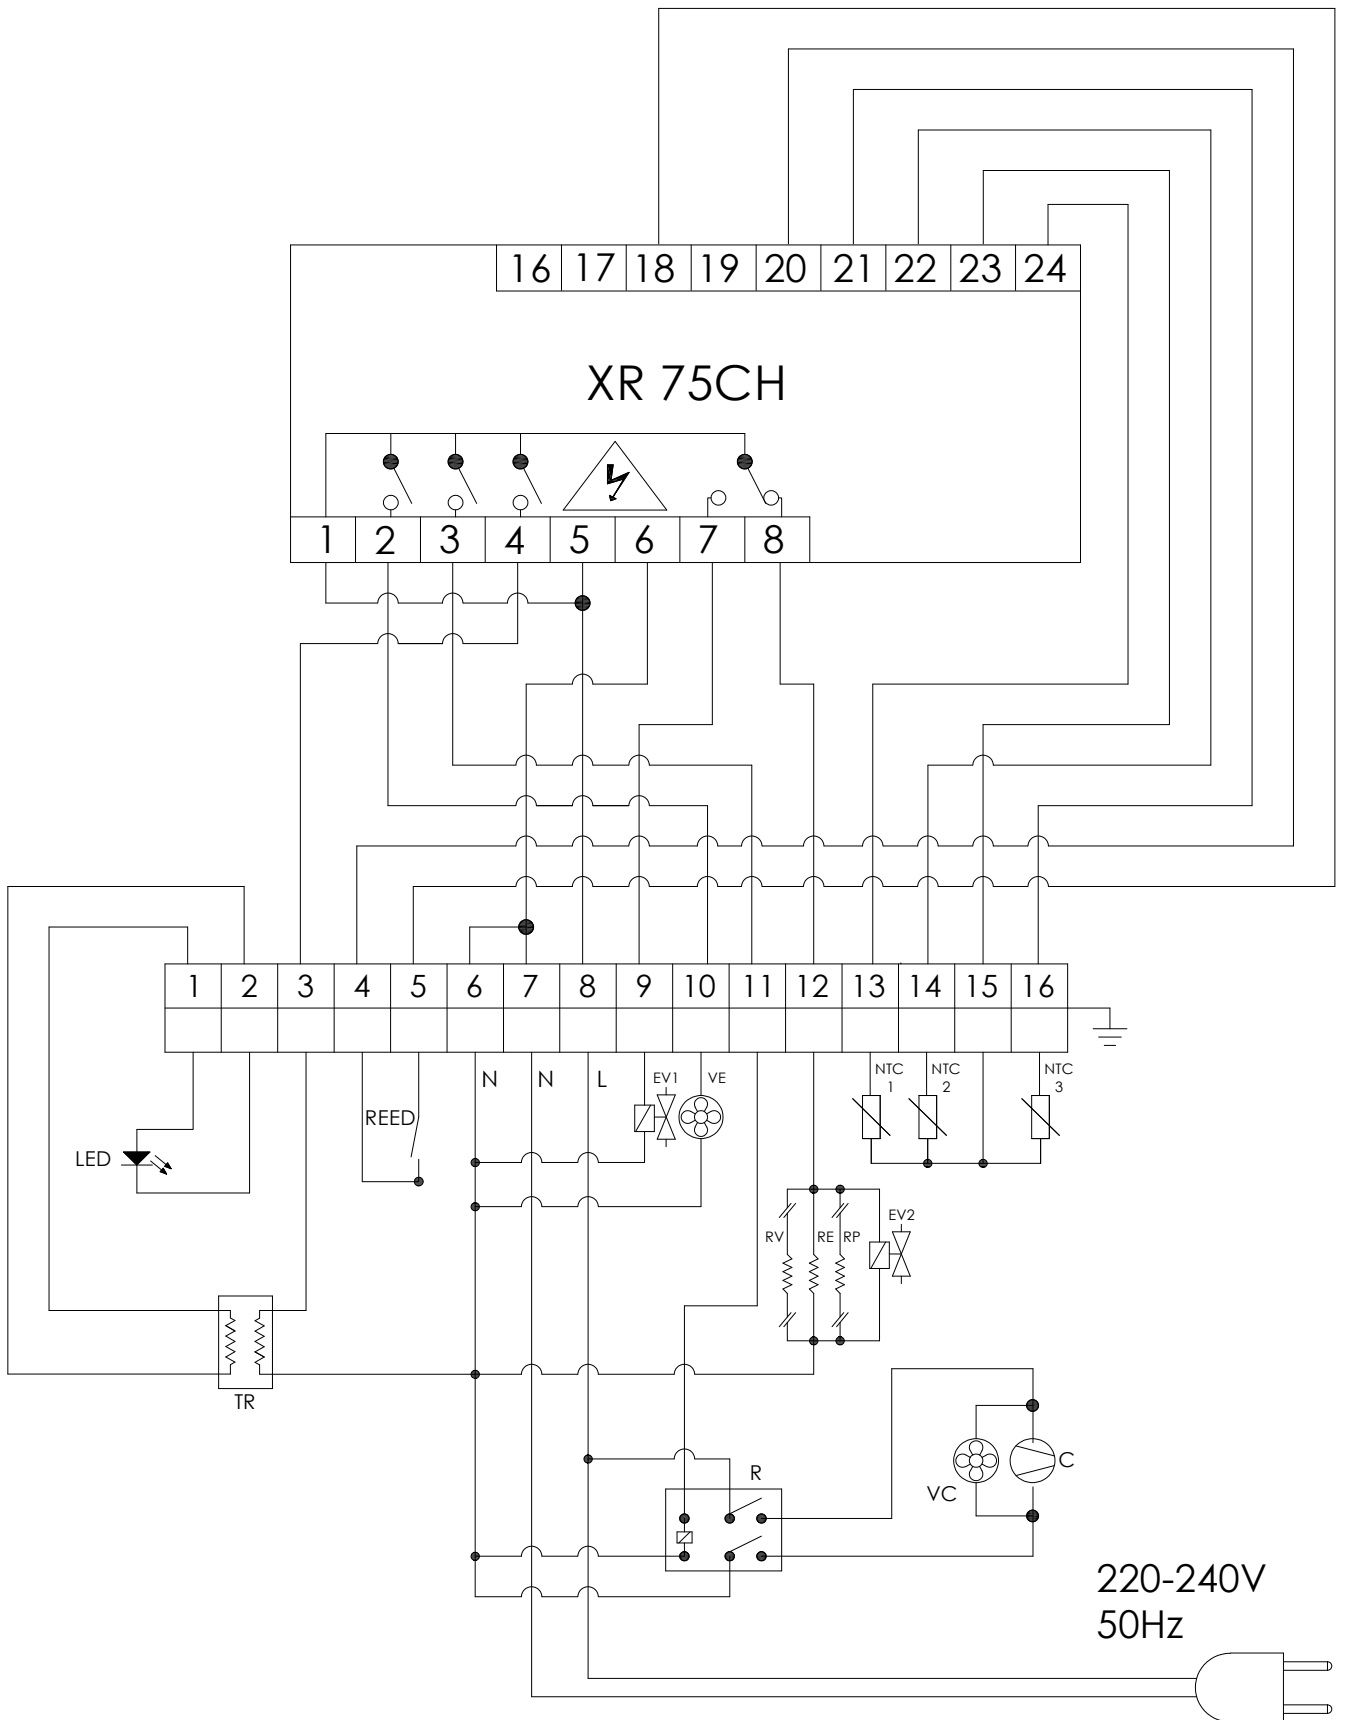 16 17 18 19 20 21 22 23 24
XR 75CH
1 2 3 4 5 6 7 8
1 2 3 4 5 6 7 8 9 10 11 12 13 14 15 16
N N L EV1 VE NTC 1 NTC 2 NTC 3
REED
LED
EV2
RV RE RP
TR
C
R
VC
220-240V
50Hz